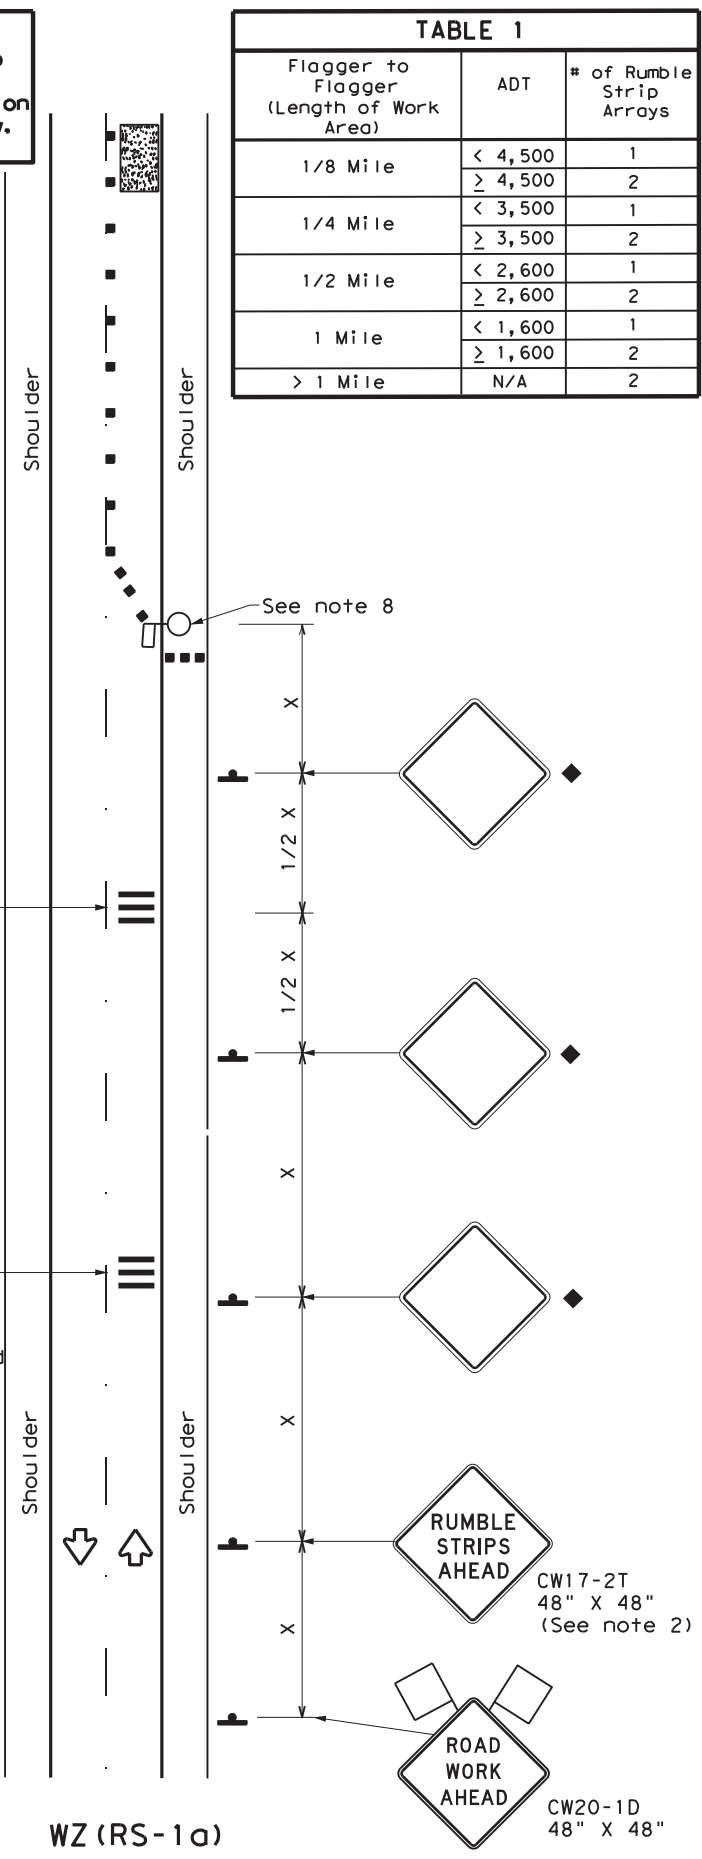 on
TABLE 1
Flagger to
Flagger
(Length of Work
Area)
ADT
# of Rumble
Strip
Arrays
1/8 Mile
< 4,500
1
≥ 4,500
2
1/4 Mile
< 3,500
1
≥ 3,500
2
1/2 Mile
< 2,600
1
≥ 2,600
2
1 Mile
< 1,600
1
≥ 1,600
2
> 1 Mile
N/A
2
Shoulder
Shoulder
See note 8
X
1/2 X
1/2 X
X
X
X
Shoulder
Shoulder
RUMBLE
STRIPS
AHEAD
CW17-2T
48" X 48"
(See note 2)
ROAD
WORK
AHEAD
CW20-1D
48" X 48"
WZ(RS-1a)